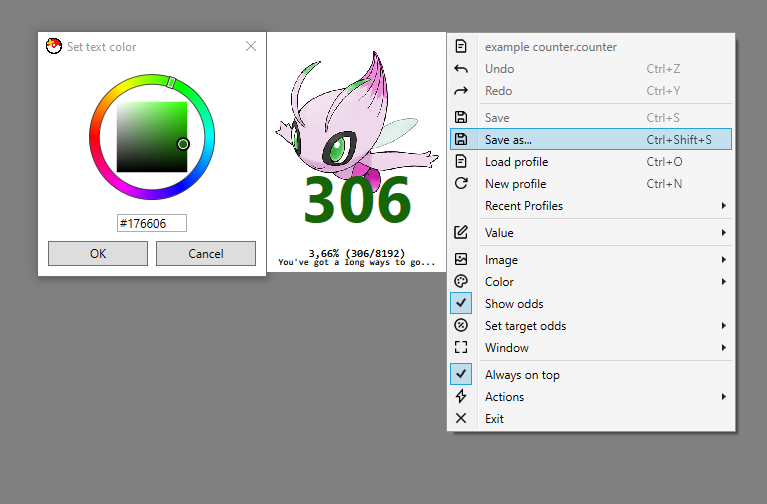 Set text color
#176606
OK
Cancel
306
3,66% (306/8192)
You've got a long ways to go...
example counter.counter
Undo Ctrl+Z
Redo Ctrl+Y
Save Ctrl+S
Save as... Ctrl+Shift+S
Load profile Ctrl+O
New profile Ctrl+N
Recent Profiles
Value
Image
Color
Show odds
Set target odds
Window
Always on top
Actions
Exit